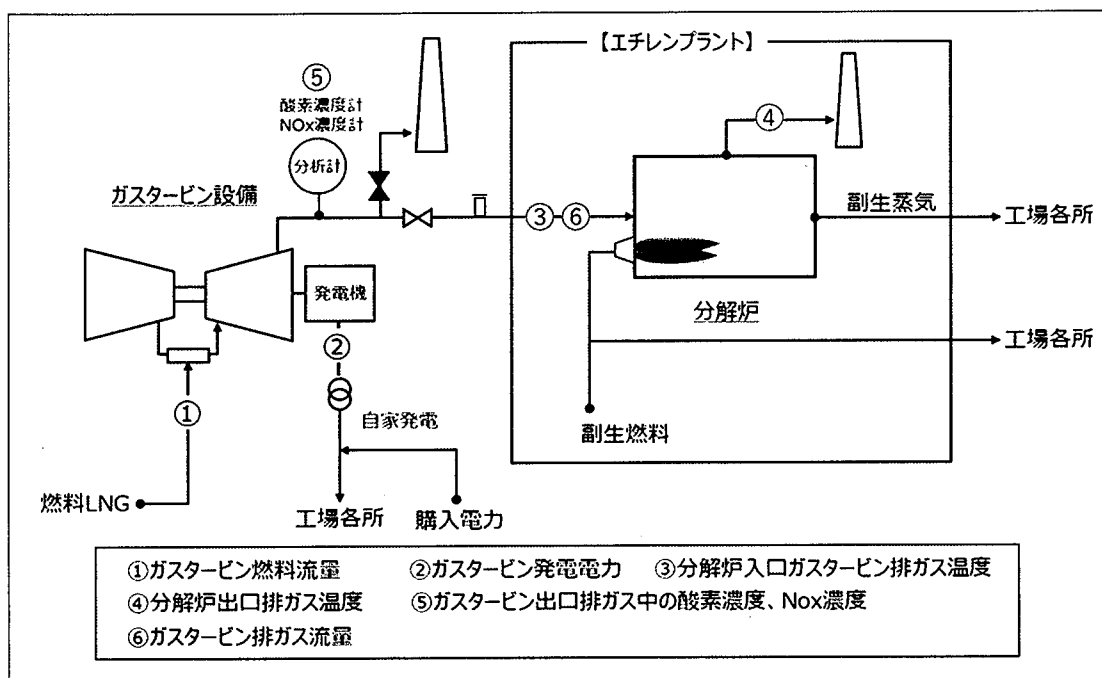 【エチレンプラント】
⑤
酸素濃度計
NOx濃度計
分析計
④
ガスタービン設備
③ ⑥
副生蒸気
工場各所
発電機
分解炉
②
工場各所
①
自家発電
副生燃料
燃料LNG
工場各所
購入電力
①ガスタービン燃料流量 ②ガスタービン発電電力 ③分解炉入口ガスタービン排ガス温度
④分解炉出口排ガス温度 ⑤ガスタービン出口排ガス中の酸素濃度、Nox濃度
⑥ガスタービン排ガス流量